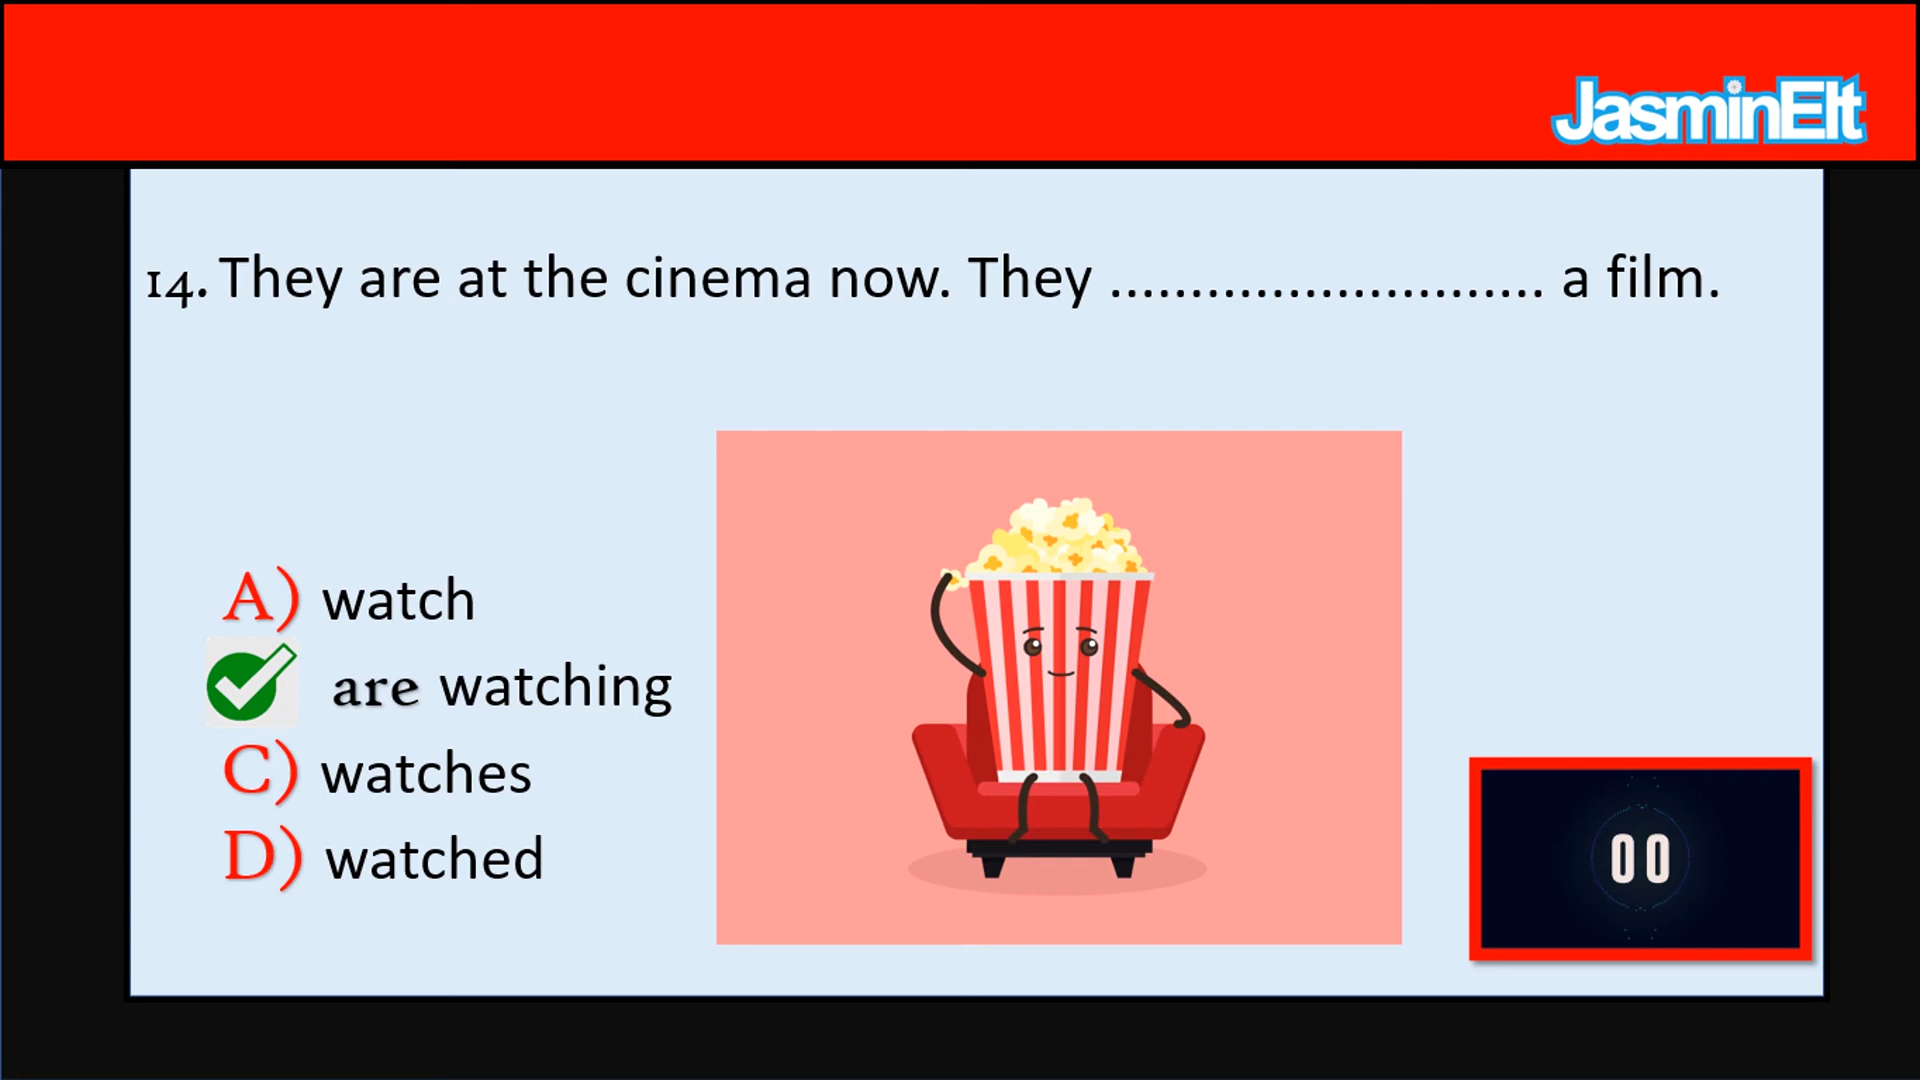 JasminElt
14. They are at the cinema now. They ........................... a film.
A) watch
are watching
C) watches
D) watched
00